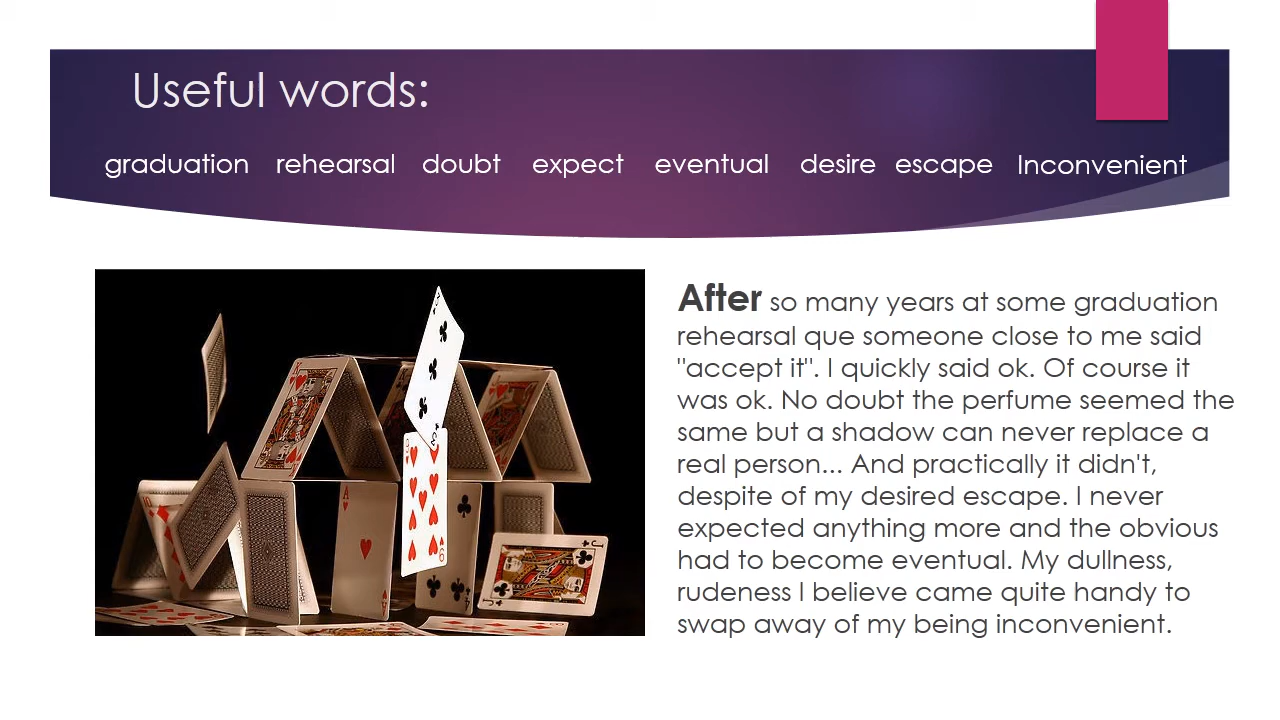 Useful words:
graduation rehearsal doubt expect eventual desire escape Inconvenient
After so many years at some graduation
rehearsal que someone close to me said
"accept it". I quickly said ok. Of course it
was ok. No doubt the perfume seemed the
same but a shadow can never replace a
real person... And practically it didn't,
despite of my desired escape. I never
expected anything more and the obvious
had to become eventual. My dullness,
rudeness I believe came quite handy to
swap away of my being inconvenient.